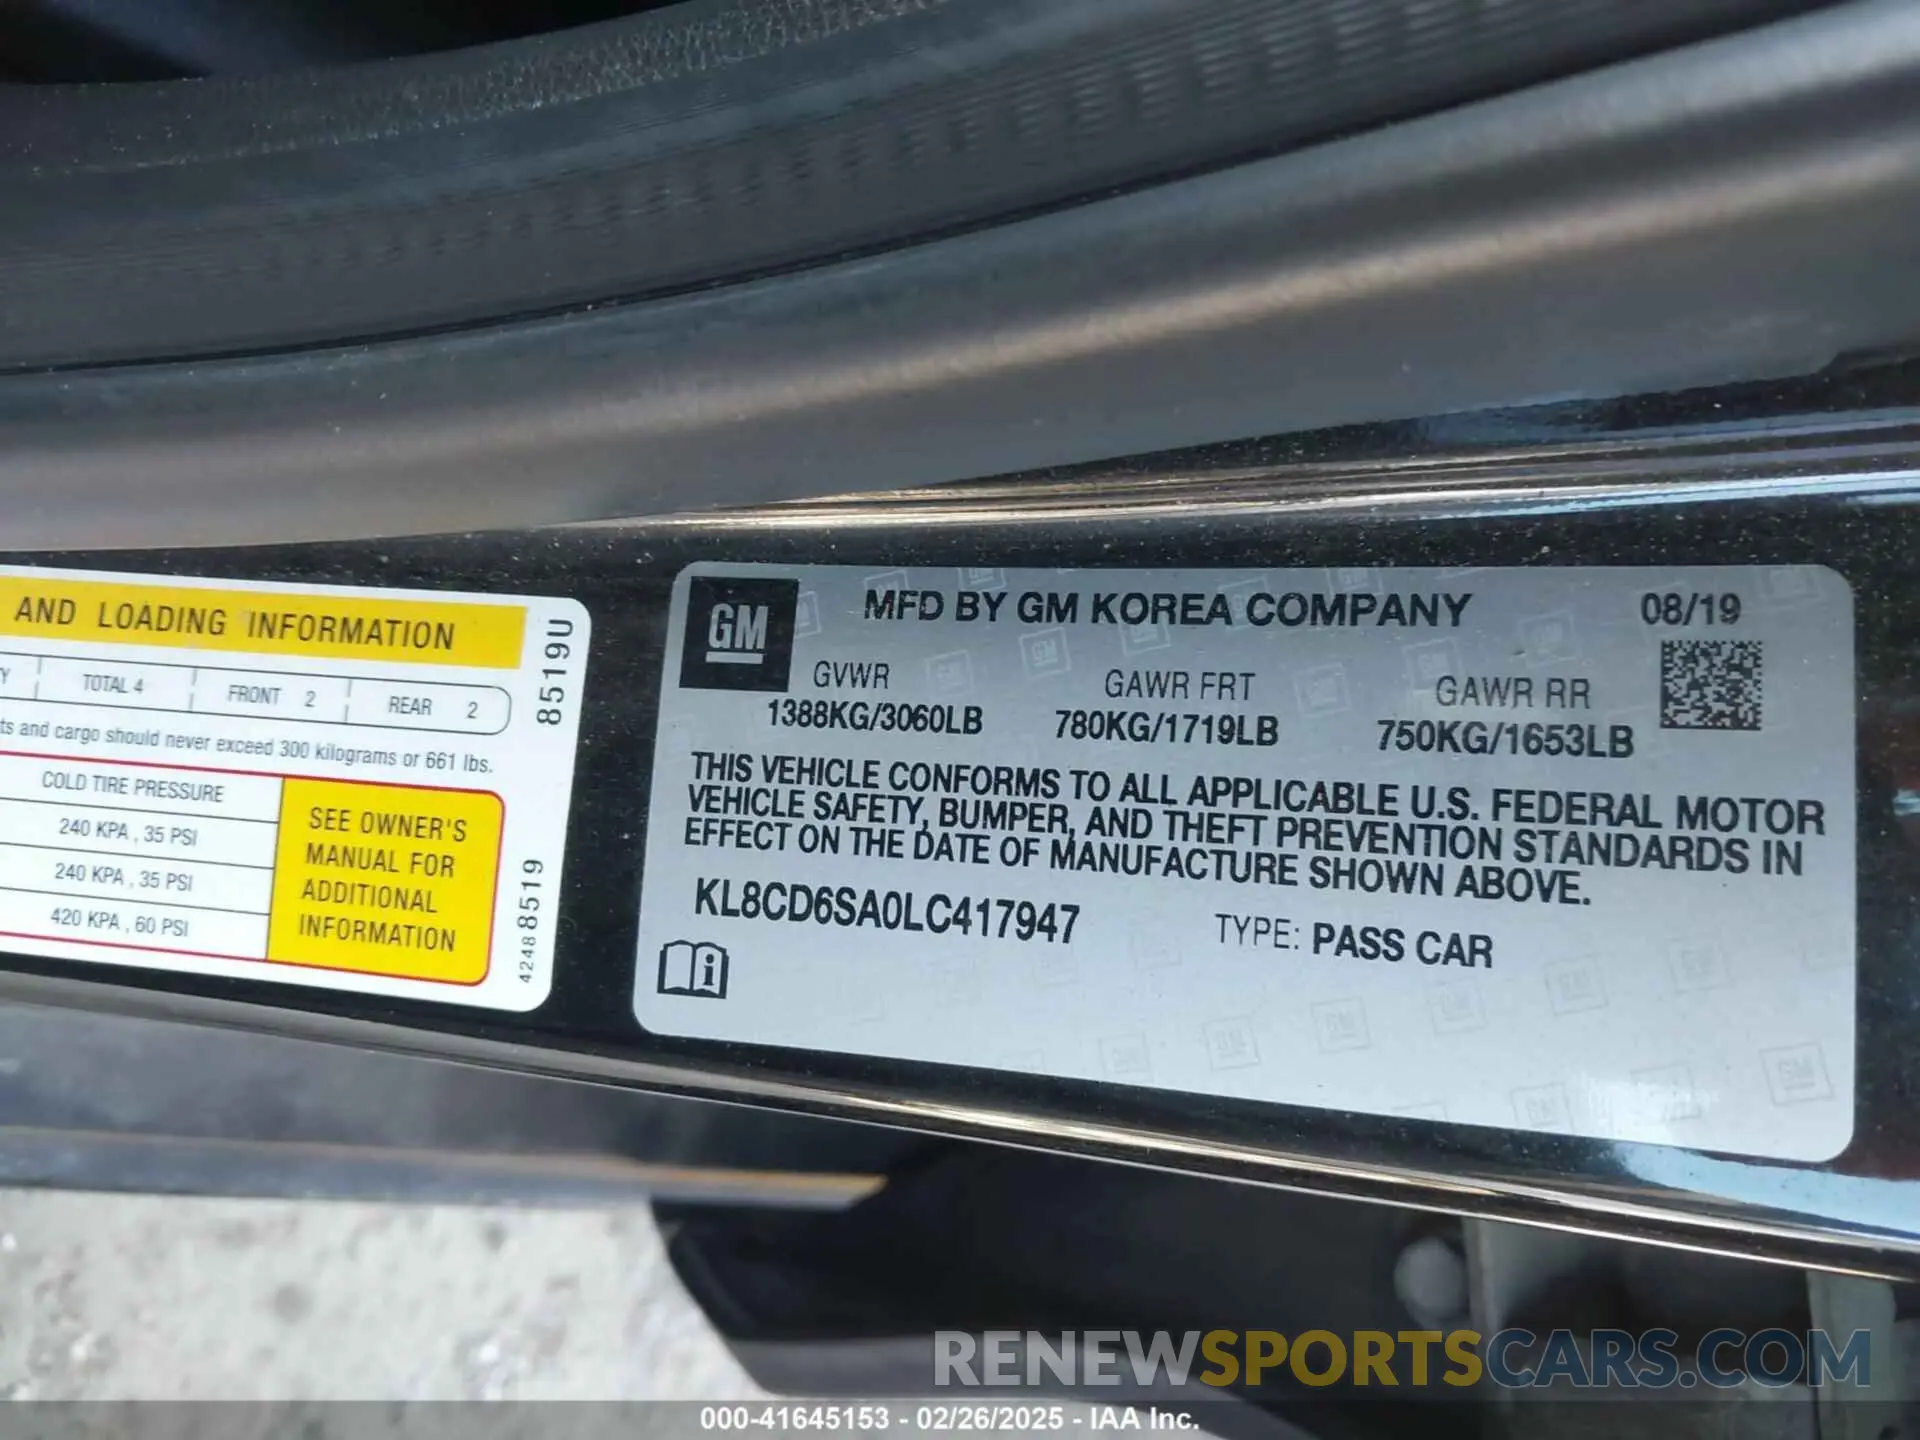 AND LOADING INFORMATION
TOTAL 4 FRONT 2 REAR 2
and cargo should never exceed 300 kilograms or 661 lbs.
COLD TIRE PRESSURE
240 KPA , 35 PSI
240 KPA , 35 PSI
420 KPA , 60 PSI
SEE OWNER'S
MANUAL FOR
ADDITIONAL
INFORMATION
8519U
42488519
GM
MFD BY GM KOREA COMPANY 08/19
GVWR GAWR FRT GAWR RR
1388KG/3060LB 780KG/1719LB 750KG/1653LB
THIS VEHICLE CONFORMS TO ALL APPLICABLE U.S. FEDERAL MOTOR
VEHICLE SAFETY, BUMPER, AND THEFT PREVENTION STANDARDS IN
EFFECT ON THE DATE OF MANUFACTURE SHOWN ABOVE.
KL8CD6SA0LC417947 TYPE: PASS CAR
RENEWSPORTSCARS.COM
000-41645153 - 02/26/2025 - IAA Inc.